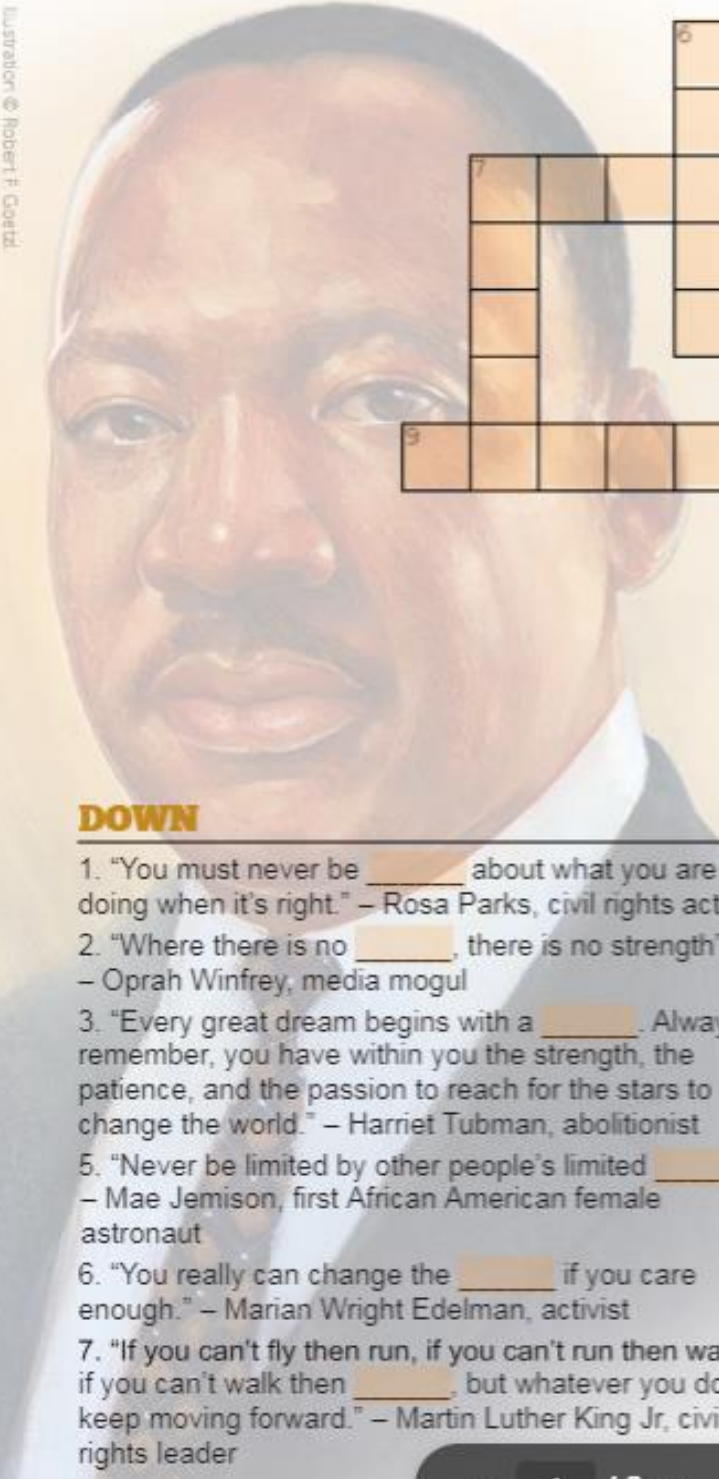 Illustration © Robert F. Goetzl
6
7
9
DOWN
1. “You must never be ______ about what you are
doing when it's right.” – Rosa Parks, civil rights act
2. “Where there is no ______, there is no strength”
– Oprah Winfrey, media mogul
3. “Every great dream begins with a ______. Alway
remember, you have within you the strength, the
patience, and the passion to reach for the stars to
change the world.” – Harriet Tubman, abolitionist
5. “Never be limited by other people's limited ______
– Mae Jemison, first African American female
astronaut
6. “You really can change the ______ if you care
enough.” – Marian Wright Edelman, activist
7. “If you can't fly then run, if you can't run then wa
if you can't walk then ______, but whatever you do
keep moving forward.” – Martin Luther King Jr, civi
rights leader